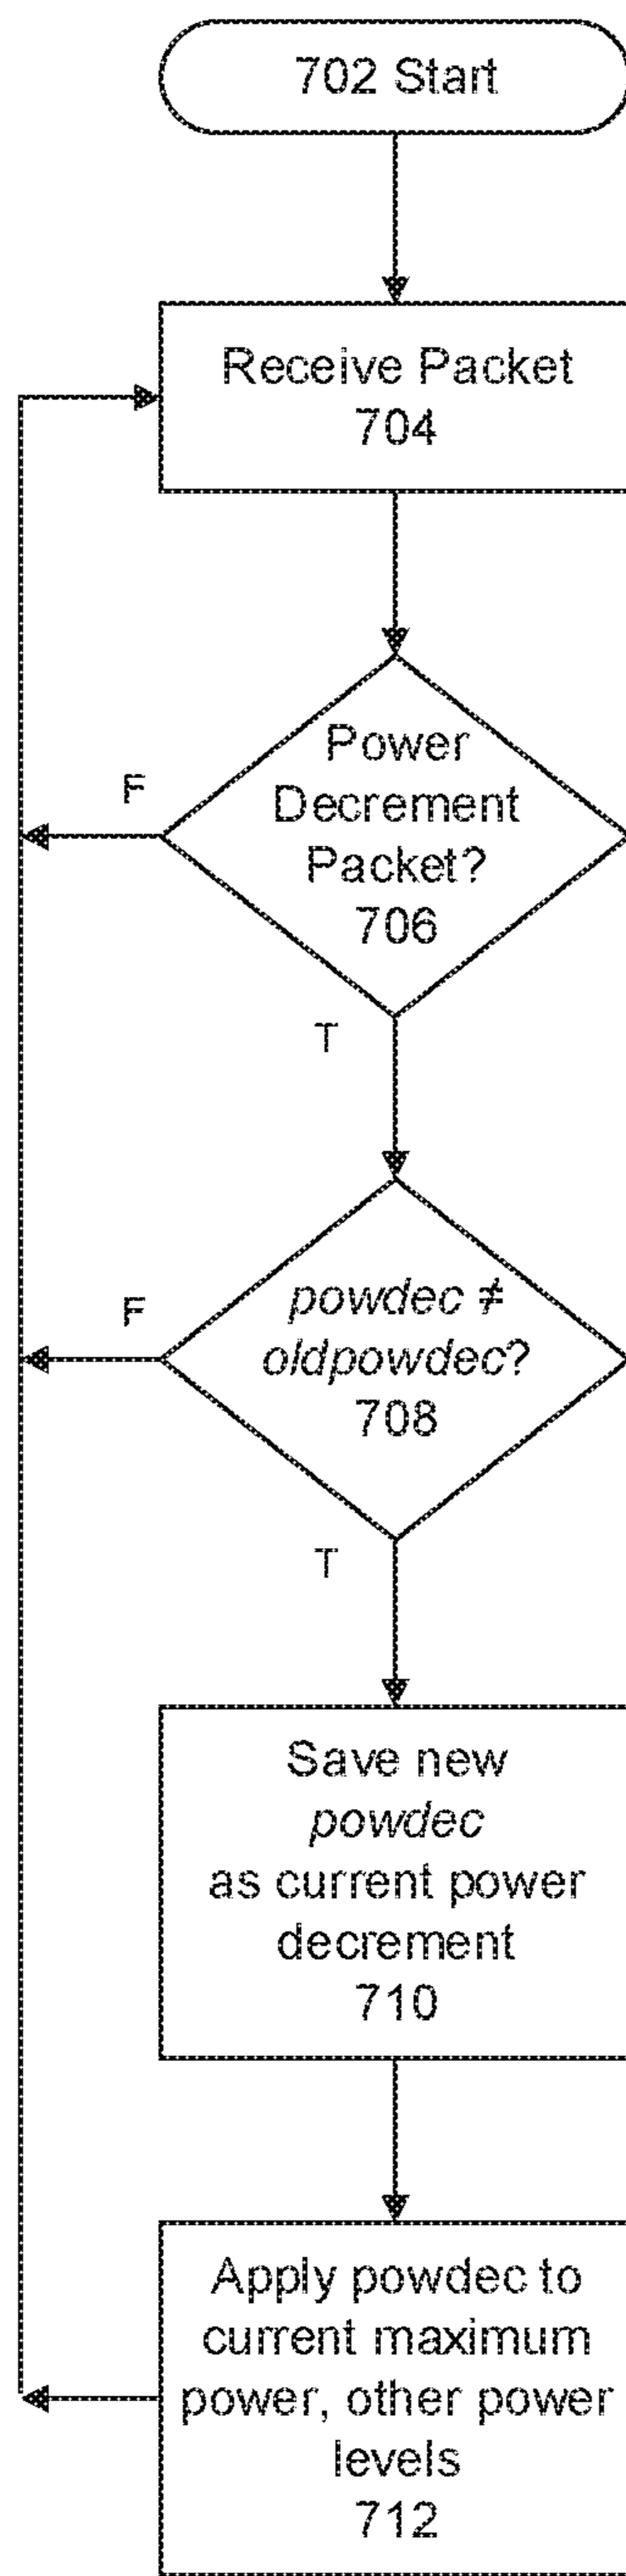 702 Start
Receive Packet
704
Power
Decrement
Packet?
706
F
T
powdec ≠
oldpowdec?
708
F
T
Save new
powdec
as current power
decrement
710
Apply powdec to
current maximum
power, other power
levels
712